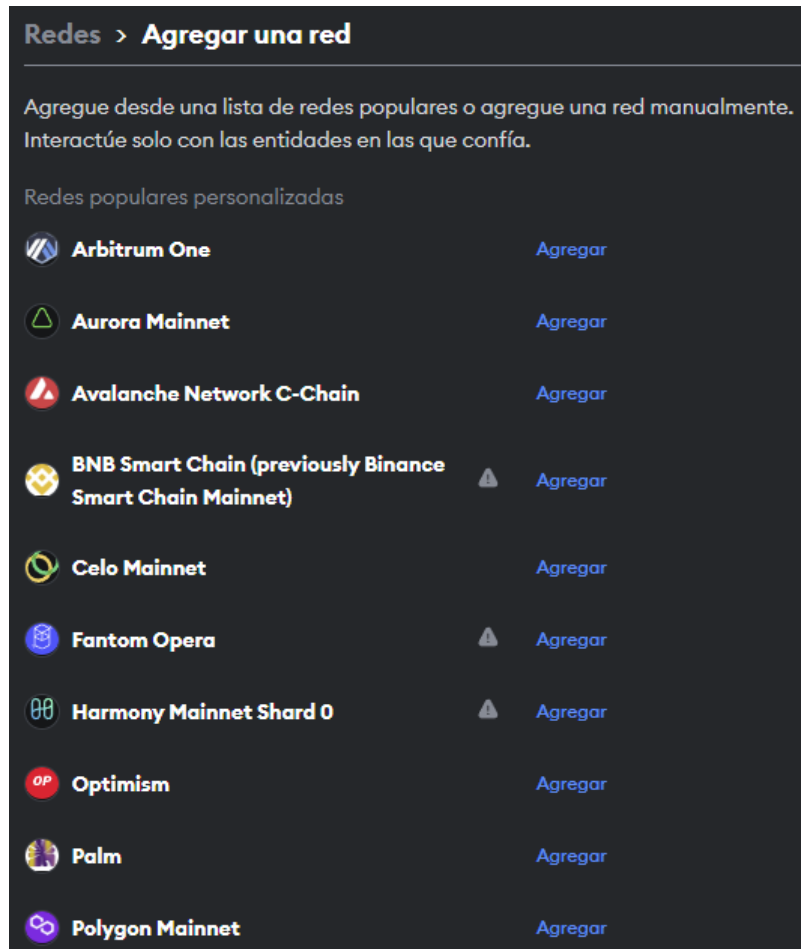 Redes > Agregar una red
Agregue desde una lista de redes populares o agregue una red manualmente.
Interactúe solo con las entidades en las que confía.
Redes populares personalizadas
Arbitrum One Agregar
Aurora Mainnet Agregar
Avalanche Network C-Chain Agregar
BNB Smart Chain (previously Binance
Smart Chain Mainnet) Agregar
Celo Mainnet Agregar
Fantom Opera Agregar
Harmony Mainnet Shard 0 Agregar
OP Optimism Agregar
Palm Agregar
Polygon Mainnet Agregar